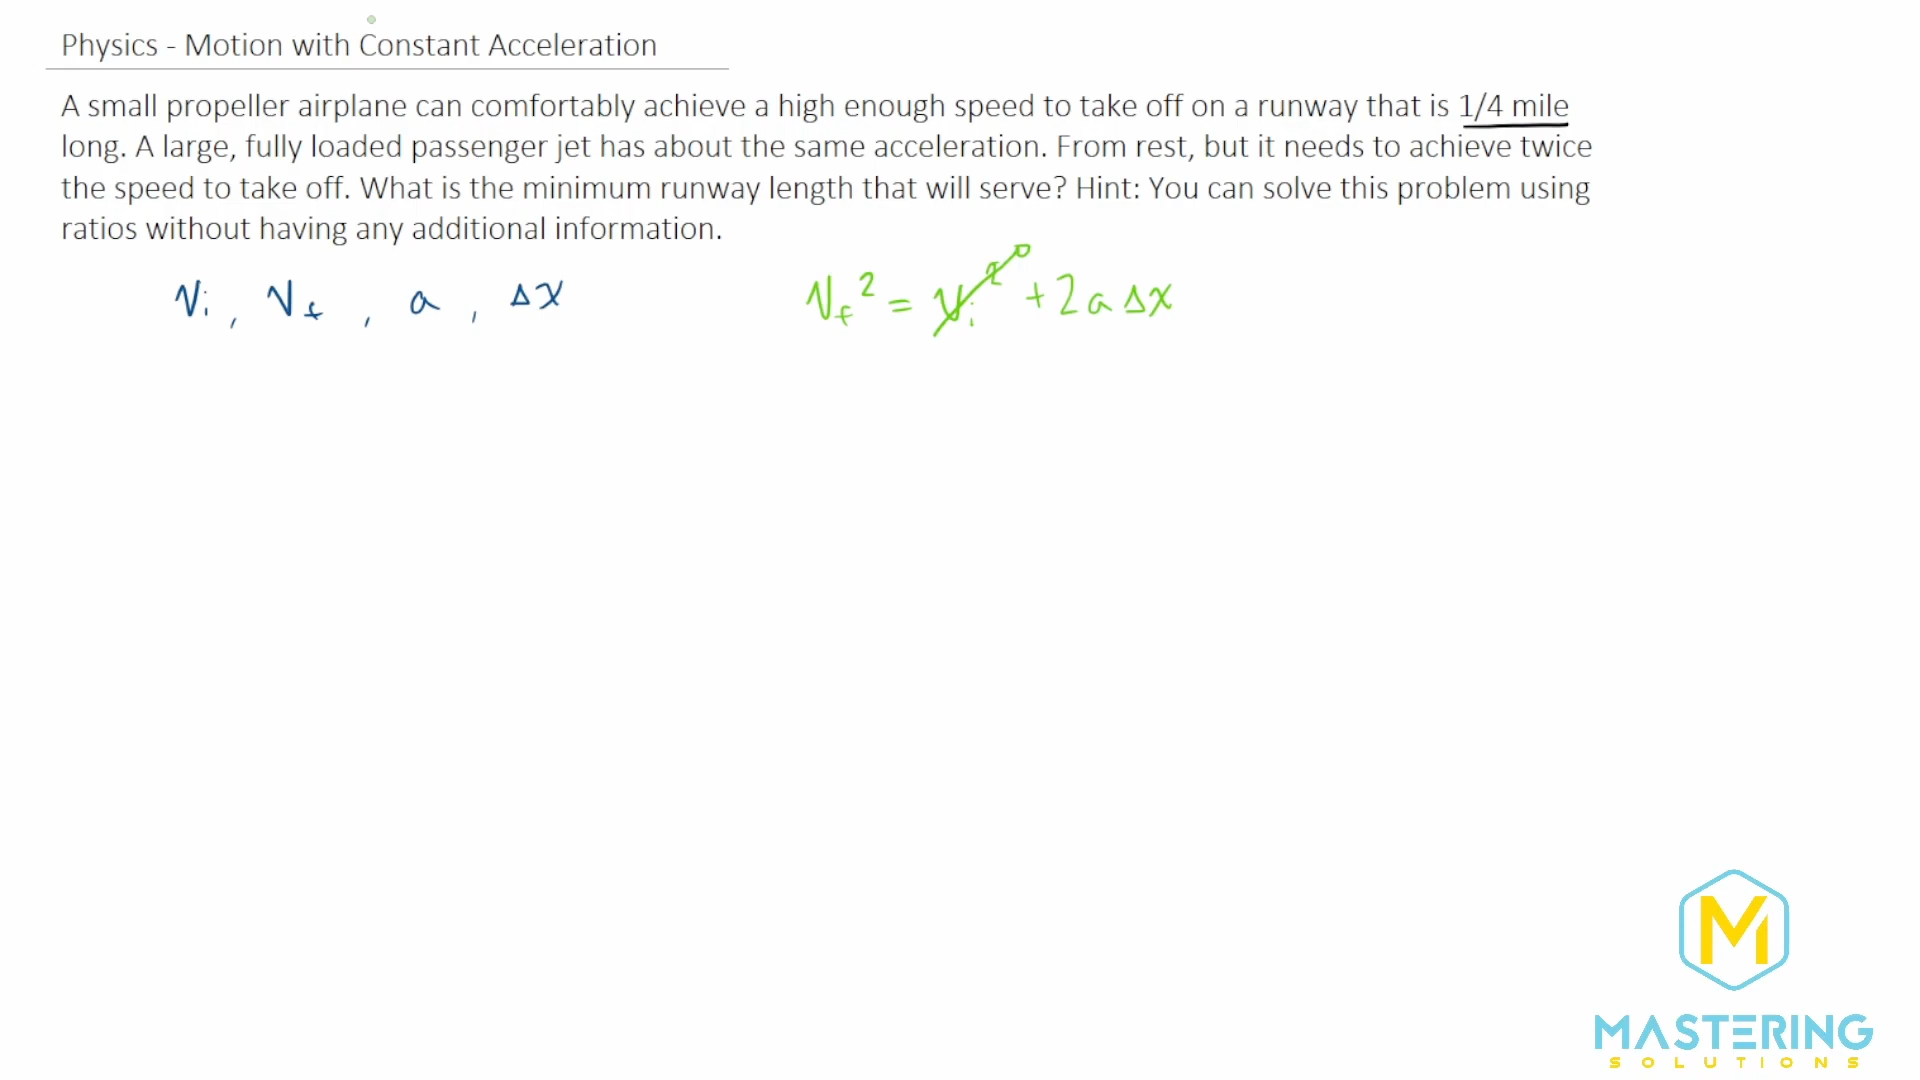 Physics - Motion with Constant Acceleration
A small propeller airplane can comfortably achieve a high enough speed to take off on a runway that is 1/4 mile
long. A large, fully loaded passenger jet has about the same acceleration. From rest, but it needs to achieve twice
the speed to take off. What is the minimum runway length that will serve? Hint: You can solve this problem using
ratios without having any additional information.
Vi , Vf , a , Δx
Vf² = Vi² 0 + 2aΔx
M
MASTERING
SOLUTIONS